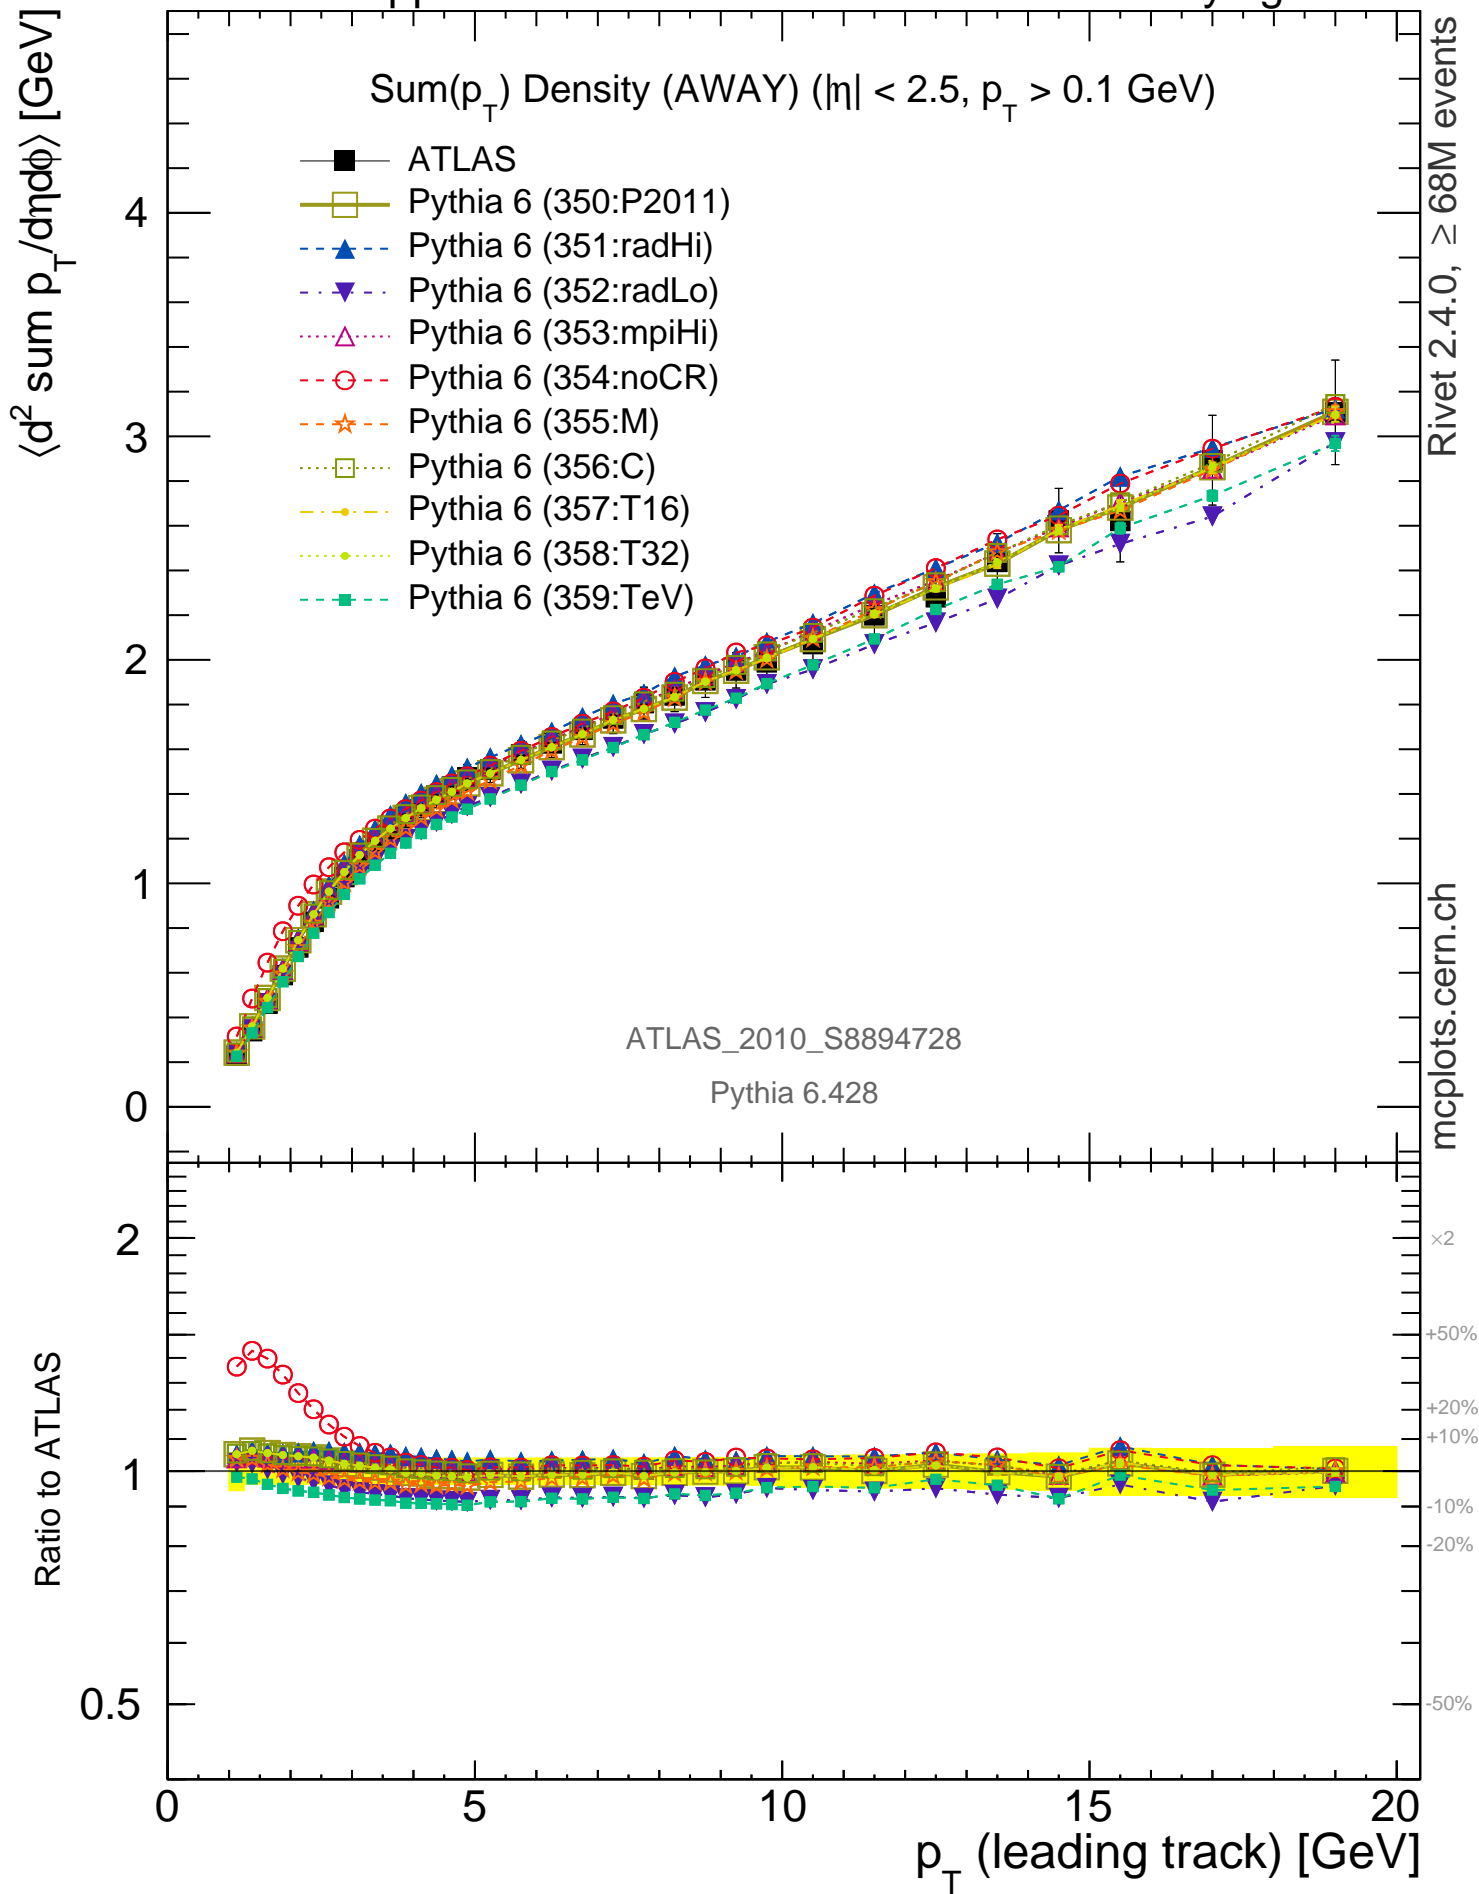 Sum(p_T) Density (AWAY) (|η| < 2.5, p_T > 0.1 GeV)
⟨d² sum p_T/dηdϕ⟩ [GeV]
ATLAS
Pythia 6 (350:P2011)
Pythia 6 (351:radHi)
Pythia 6 (352:radLo)
Pythia 6 (353:mpiHi)
Pythia 6 (354:noCR)
Pythia 6 (355:M)
Pythia 6 (356:C)
Pythia 6 (357:T16)
Pythia 6 (358:T32)
Pythia 6 (359:TeV)
4
3
2
1
0
ATLAS_2010_S8894728
Pythia 6.428
Rivet 2.4.0, ≥ 68M events
mcplots.cern.ch
Ratio to ATLAS
2
1
0.5
×2
+50%
+20%
+10%
-10%
-20%
-50%
0 5 10 15 20
p_T (leading track) [GeV]